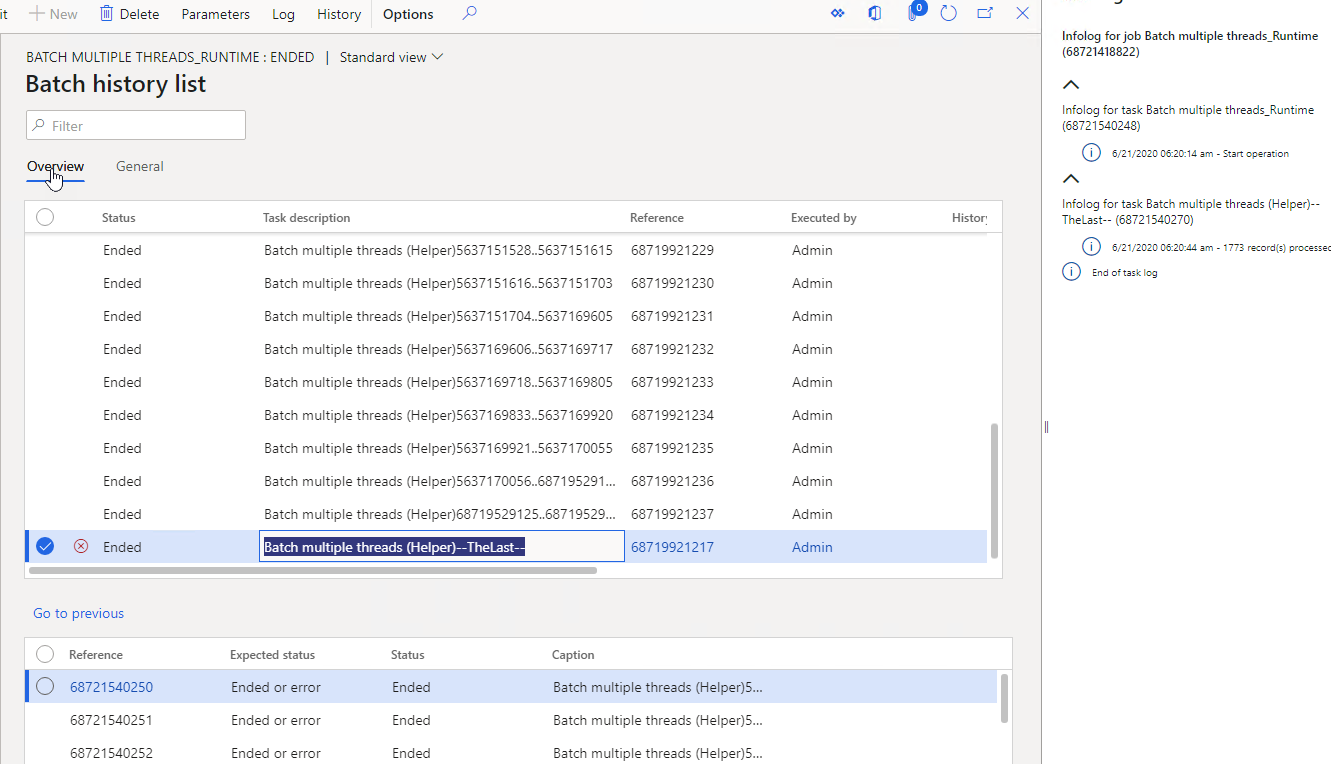 it New Delete Parameters Log History Options 0
BATCH MULTIPLE THREADS_RUNTIME : ENDED | Standard view
Batch history list
Filter
Overview General
Status Task description Reference Executed by History
Ended Batch multiple threads (Helper)5637151528..5637151615 68719921229 Admin
Ended Batch multiple threads (Helper)5637151616..5637151703 68719921230 Admin
Ended Batch multiple threads (Helper)5637151704..5637169605 68719921231 Admin
Ended Batch multiple threads (Helper)5637169606..5637169717 68719921232 Admin
Ended Batch multiple threads (Helper)5637169718..5637169805 68719921233 Admin
Ended Batch multiple threads (Helper)5637169833..5637169920 68719921234 Admin
Ended Batch multiple threads (Helper)5637169921..5637170055 68719921235 Admin
Ended Batch multiple threads (Helper)5637170056..687195291... 68719921236 Admin
Ended Batch multiple threads (Helper)68719529125..68719529... 68719921237 Admin
Ended Batch multiple threads (Helper)--TheLast-- 68719921217 Admin
Go to previous
Reference Expected status Status Caption
68721540250 Ended or error Ended Batch multiple threads (Helper)5...
68721540251 Ended or error Ended Batch multiple threads (Helper)5...
68721540252 Ended or error Ended Batch multiple threads (Helper)5...
Infolog for job Batch multiple threads_Runtime
(68721418822)
Infolog for task Batch multiple threads_Runtime
(68721540248)
6/21/2020 06:20:14 am - Start operation
Infolog for task Batch multiple threads (Helper)--
TheLast-- (68721540270)
6/21/2020 06:20:44 am - 1773 record(s) processed
End of task log